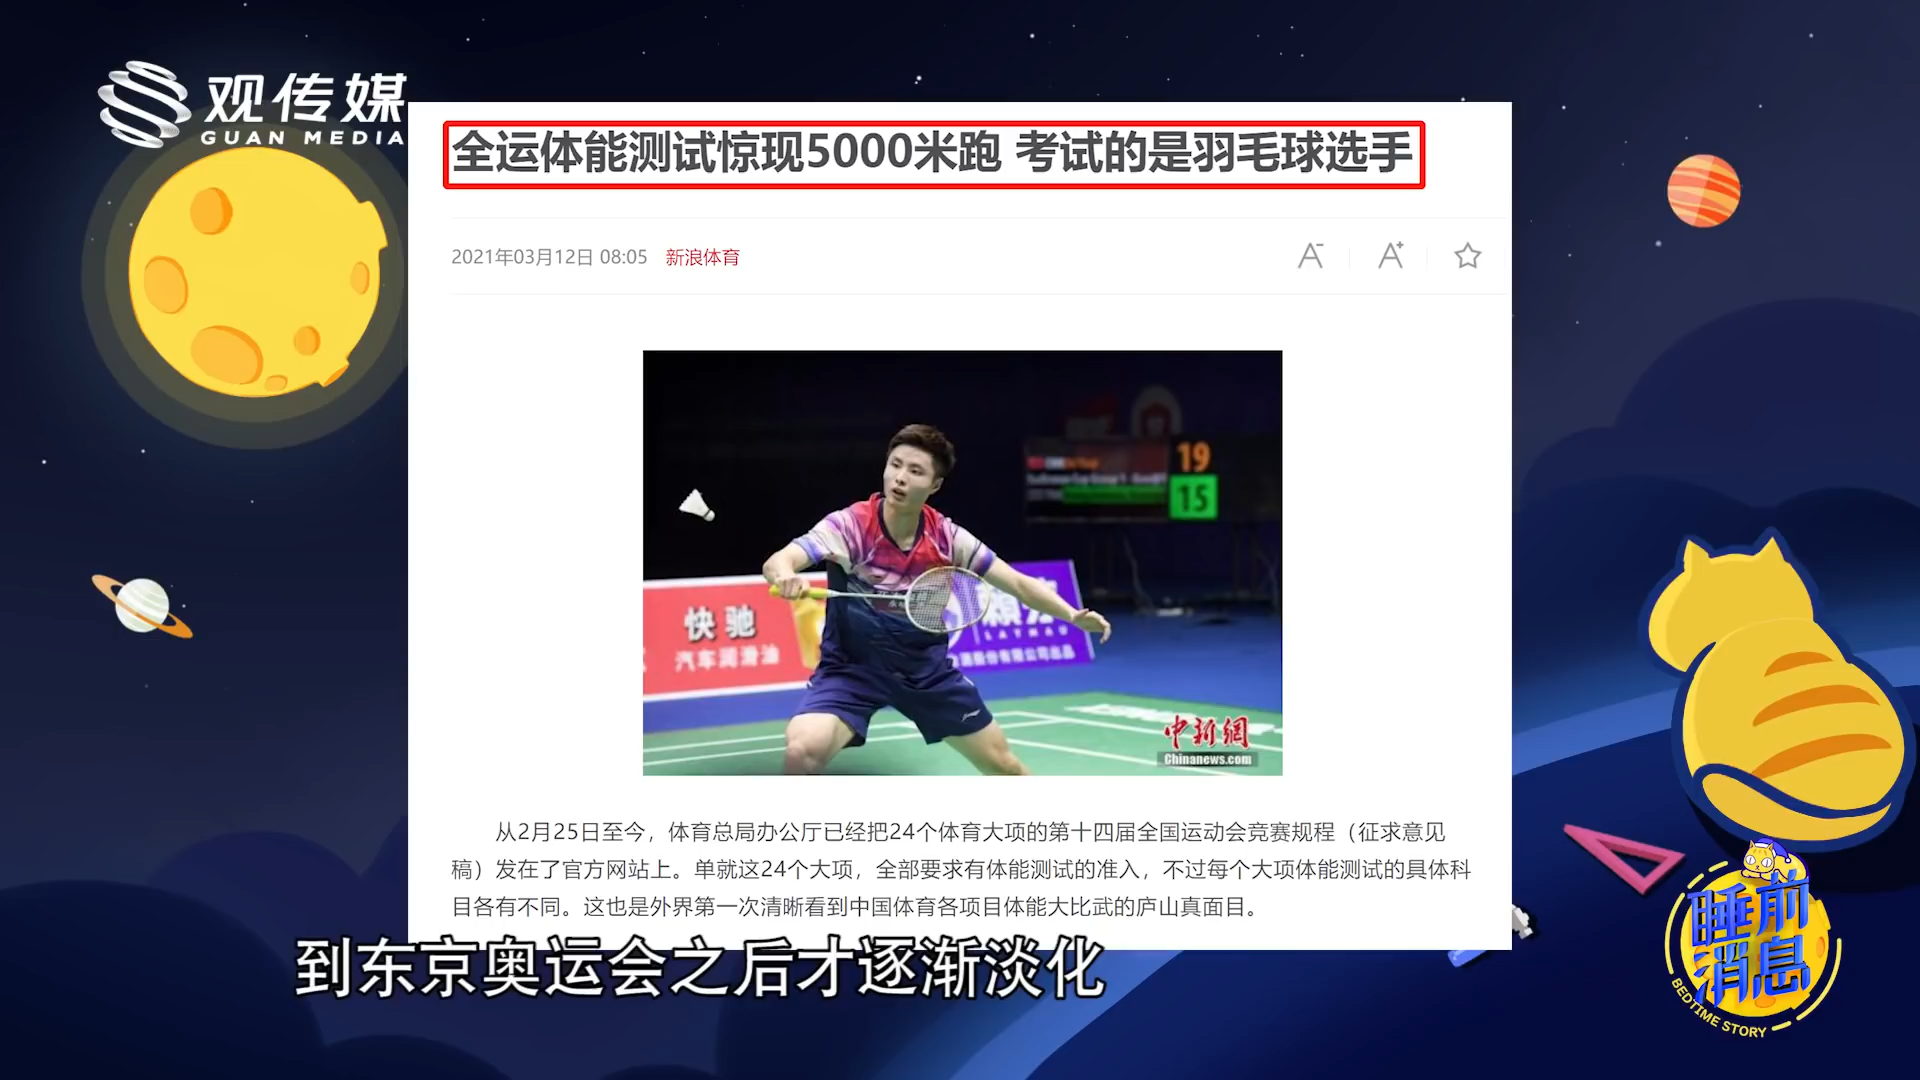 观传媒
GUAN MEDIA
全运体能测试惊现5000米跑 考试的是羽毛球选手
2021年03月12日 08:05 新浪体育
A- A+
19
15
快驰
汽车润滑油
LAYMAU
酒股份有限公司出品
中新網
Chinanews.com
从2月25日至今，体育总局办公厅已经把24个体育大项的第十四届全国运动会竞赛规程（征求意见
稿）发在了官方网站上。单就这24个大项，全部要求有体能测试的准入，不过每个大项体能测试的具体科
目各有不同。这也是外界第一次清晰看到中国体育各项目体能大比武的庐山真面目。
到东京奥运会之后才逐渐淡化
睡前
消息
BEDTIME STORY